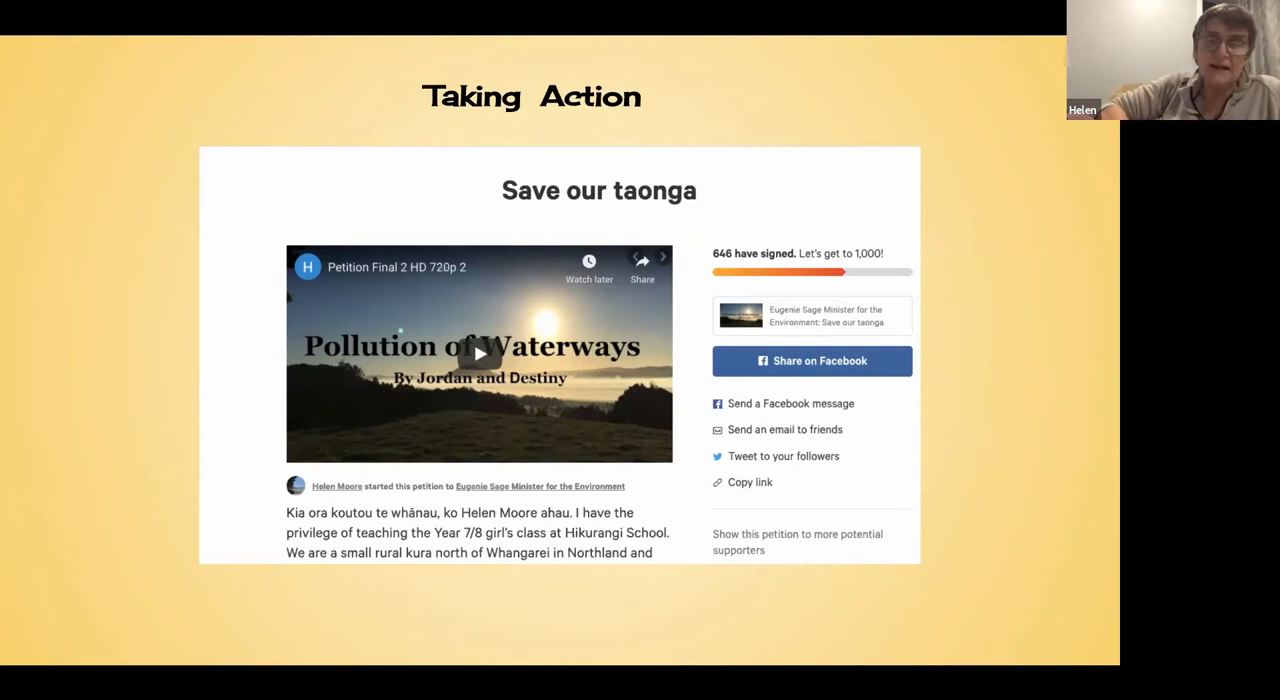 Helen
Taking Action
Save our taonga
H
Petition Final 2 HD 720p 2
Watch later
Share
Pollution of Waterways
By Jordan and Destiny
Helen Moore started this petition to Eugenie Sage Minister for the Environment
Kia ora koutou te whānau, ko Helen Moore ahau. I have the
privilege of teaching the Year 7/8 girl's class at Hikurangi School.
We are a small rural kura north of Whangarei in Northland and
646 have signed. Let's get to 1,000!
Eugenie Sage Minister for the
Environment: Save our taonga
Share on Facebook
Send a Facebook message
Send an email to friends
Tweet to your followers
Copy link
Show this petition to more potential
supporters